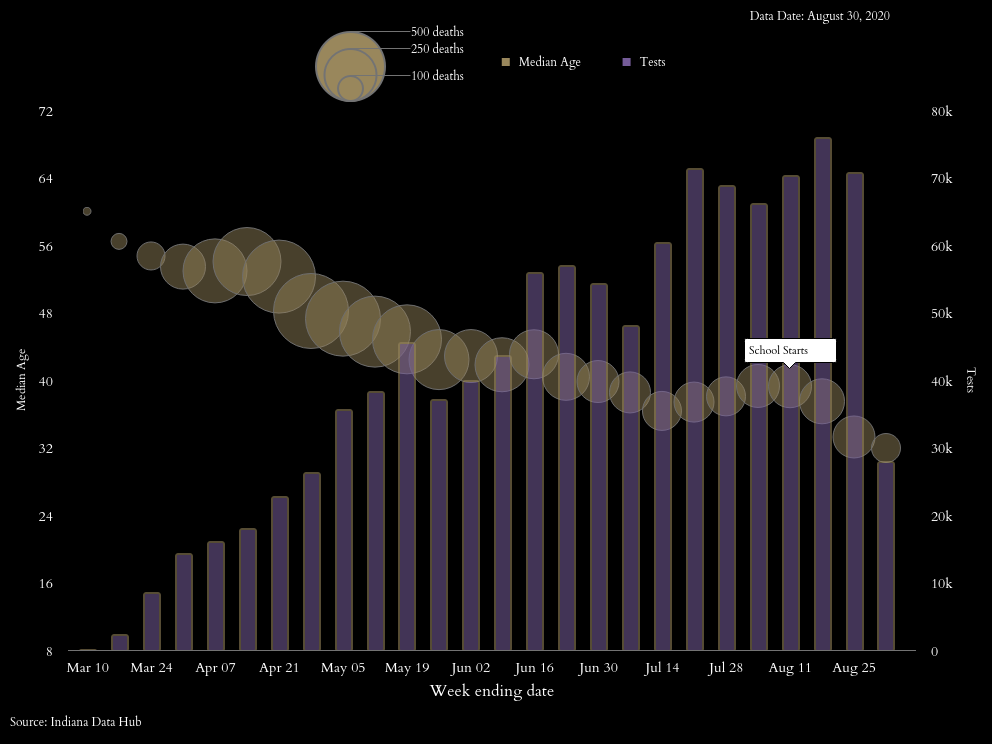 Data Date: August 30, 2020
500 deaths
250 deaths
100 deaths
Median Age
Tests
72
64
56
48
40
32
24
16
8
Median Age
80k
70k
60k
50k
40k
30k
20k
10k
0
Tests
School Starts
Mar 10 Mar 24 Apr 07 Apr 21 May 05 May 19 Jun 02 Jun 16 Jun 30 Jul 14 Jul 28 Aug 11 Aug 25
Week ending date
Source: Indiana Data Hub